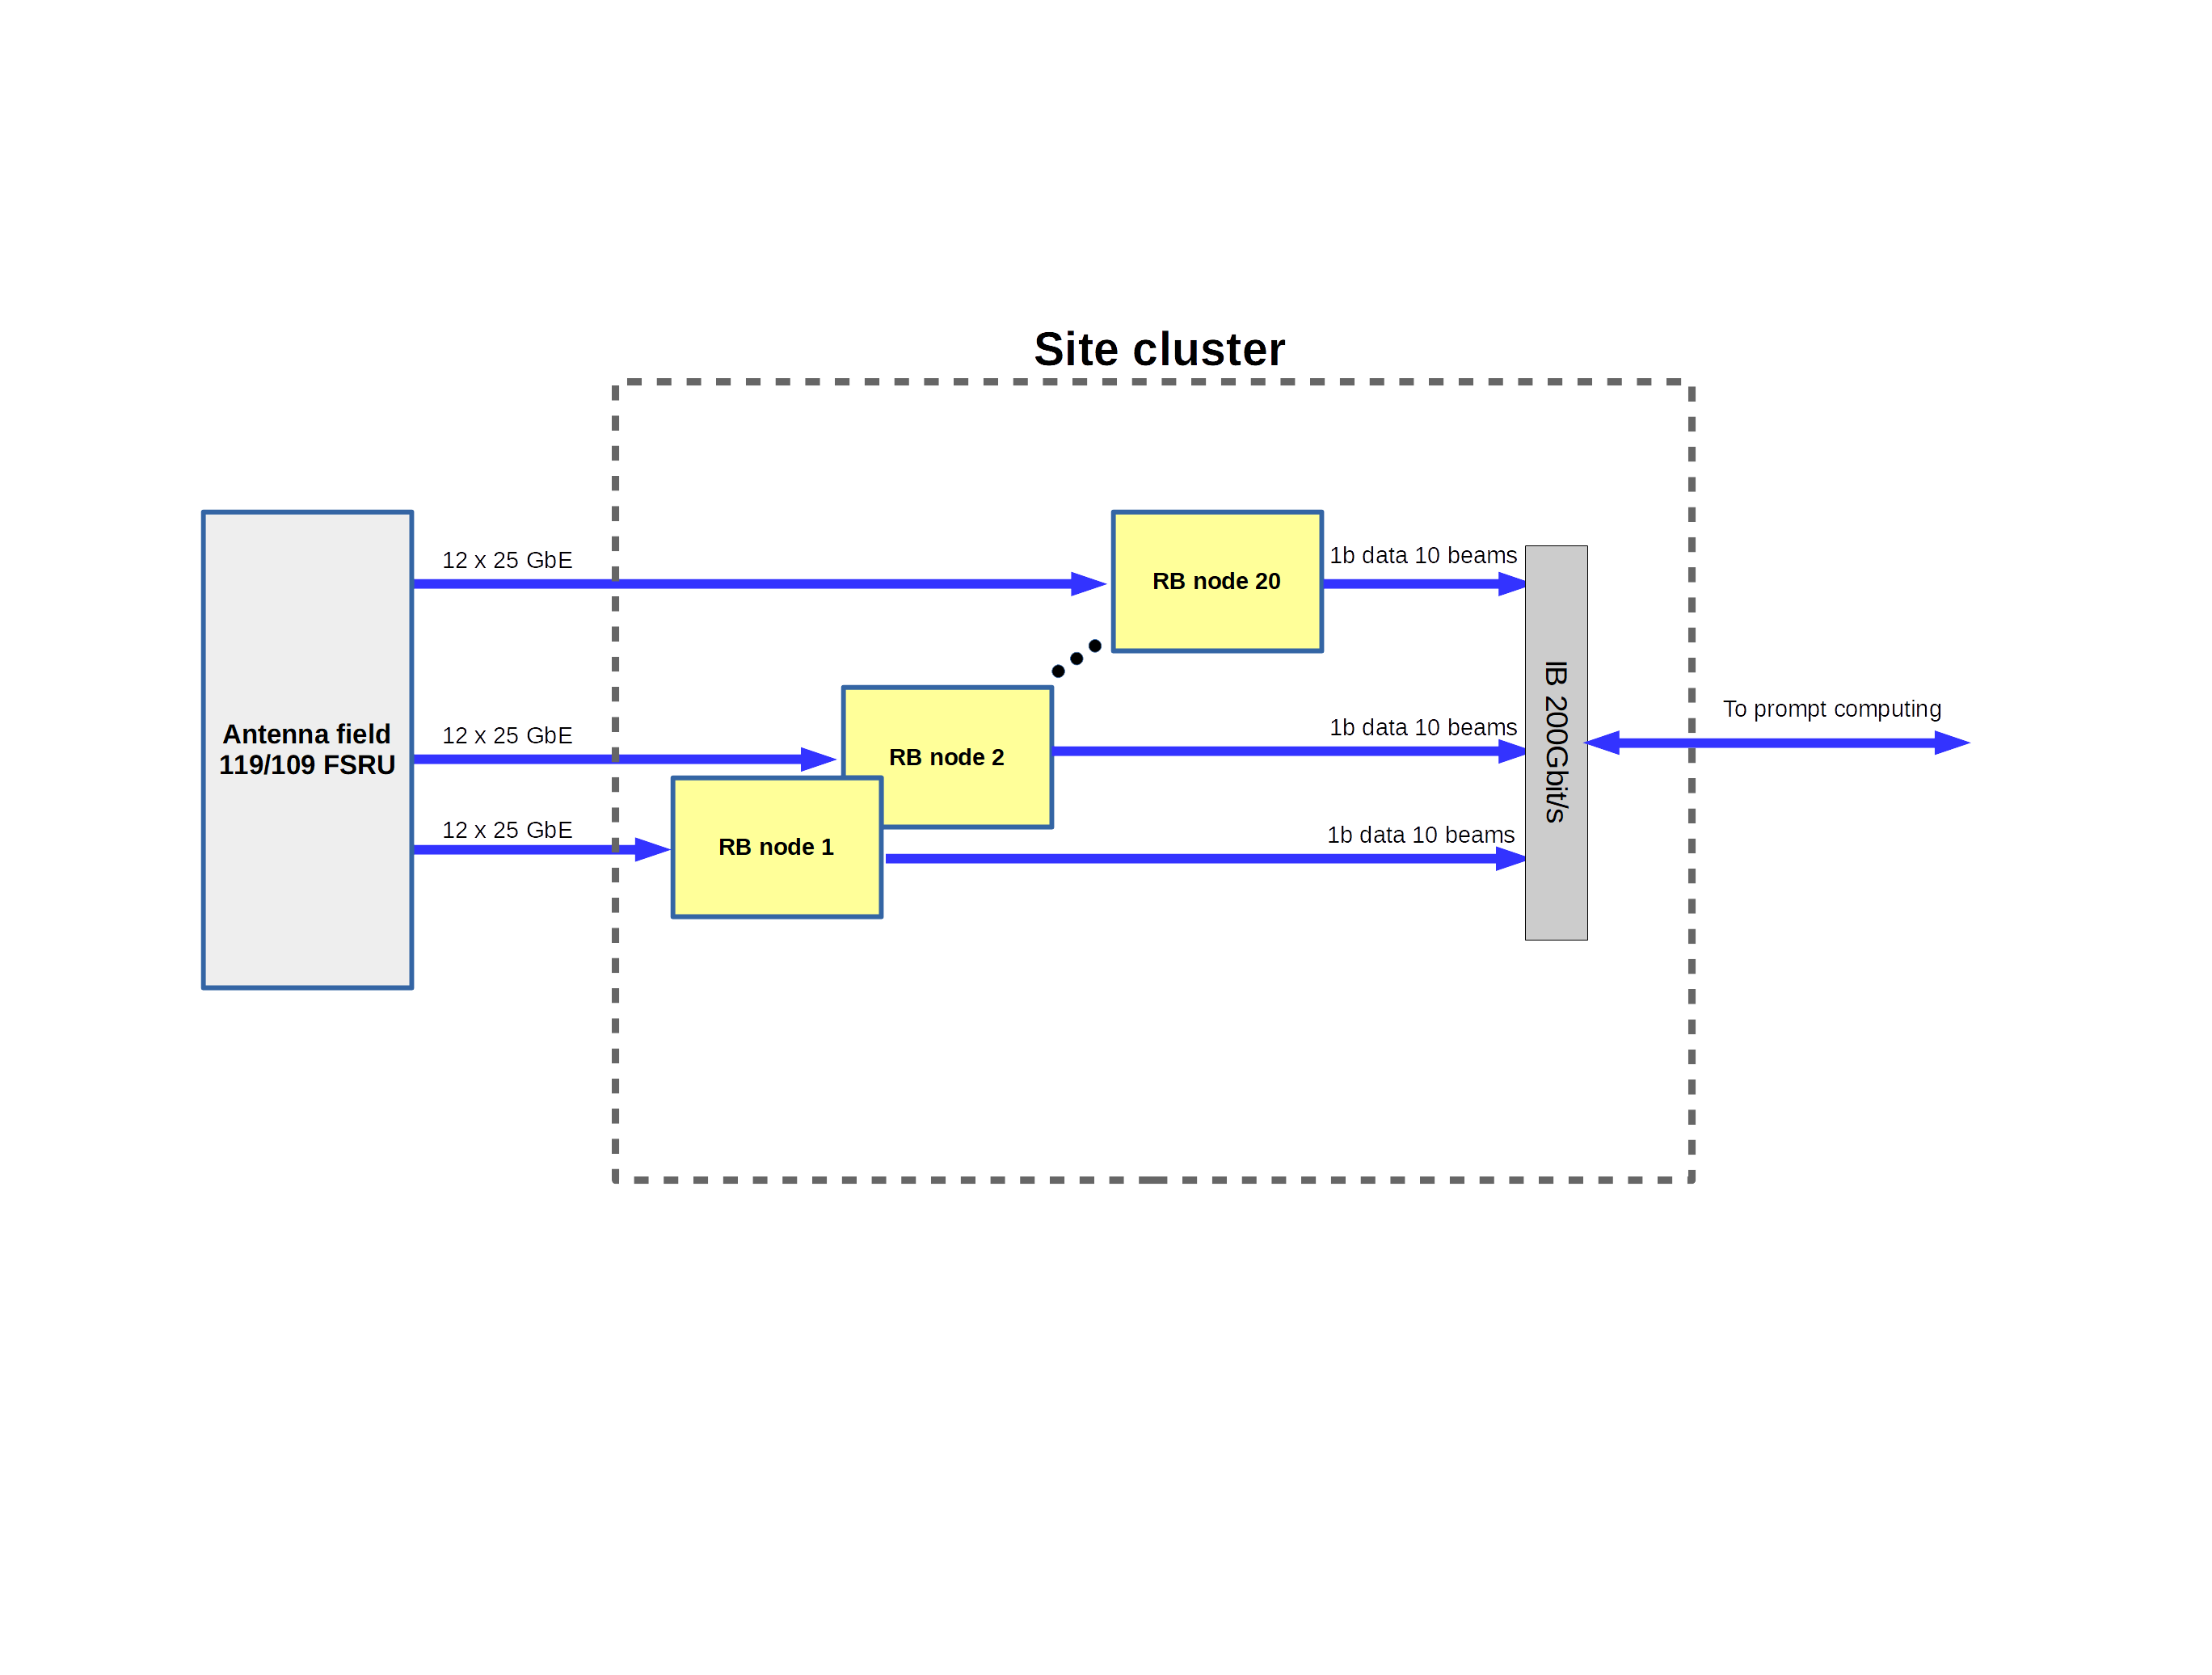 Site cluster
12 x 25 GbE
RB node 20
1b data 10 beams
Antenna field
119/109 FSRU
12 x 25 GbE
RB node 2
1b data 10 beams
IB 200Gbit/s
To prompt computing
12 x 25 GbE
RB node 1
1b data 10 beams